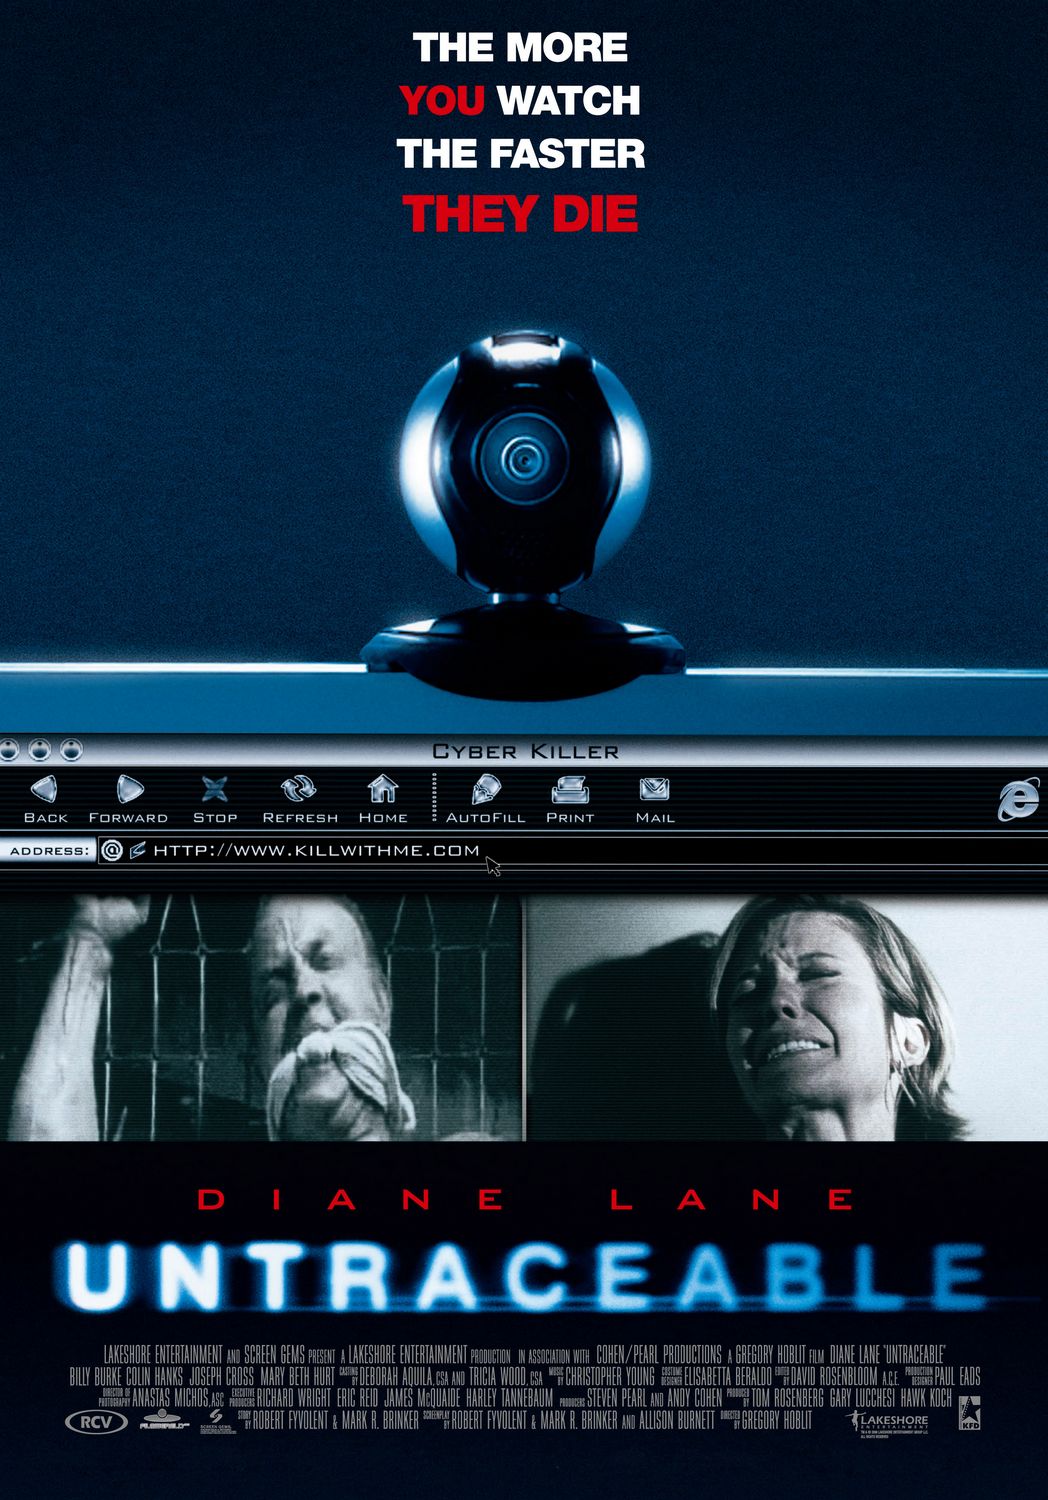 THE MORE
YOU WATCH
THE FASTER
THEY DIE
CYBER KILLER
BACK FORWARD STOP REFRESH HOME AUTOFILL PRINT MAIL
ADDRESS: @ HTTP://WWW.KILLWITHME.COM
DIANE LANE
UNTRACEABLE
LAKESHORE ENTERTAINMENT AND SCREEN GEMS PRESENT A LAKESHORE ENTERTAINMENT PRODUCTION IN ASSOCIATION WITH COHEN/PEARL PRODUCTIONS A GREGORY HOBLIT FILM DIANE LANE "UNTRACEABLE"
BILLY BURKE COLIN HANKS JOSEPH CROSS MARY BETH HURT CASTING BY DEBORAH AQUILA, CSA AND TRICIA WOOD, CSA MUSIC BY CHRISTOPHER YOUNG COSTUME DESIGNER ELISABETTA BERALDO EDITED BY DAVID ROSENBLOOM A.C.E. PRODUCTION DESIGNER PAUL EADS
DIRECTOR OF PHOTOGRAPHY ANASTAS MICHOS, ASC EXECUTIVE PRODUCERS RICHARD WRIGHT ERIC REID JAMES McQUAIDE HARLEY TANNEBAUM PRODUCERS STEVEN PEARL AND ANDY COHEN PRODUCED BY TOM ROSENBERG GARY LUCCHESI HAWK KOCH
RCV SCREEN GEMS STORY BY ROBERT FYVOLENT & MARK R. BRINKER SCREENPLAY BY ROBERT FYVOLENT & MARK R. BRINKER AND ALLISON BURNETT DIRECTED BY GREGORY HOBLIT LAKESHORE ENTERTAINMENT KFD